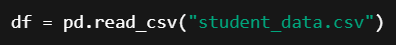 df = pd.read_csv("student_data.csv")